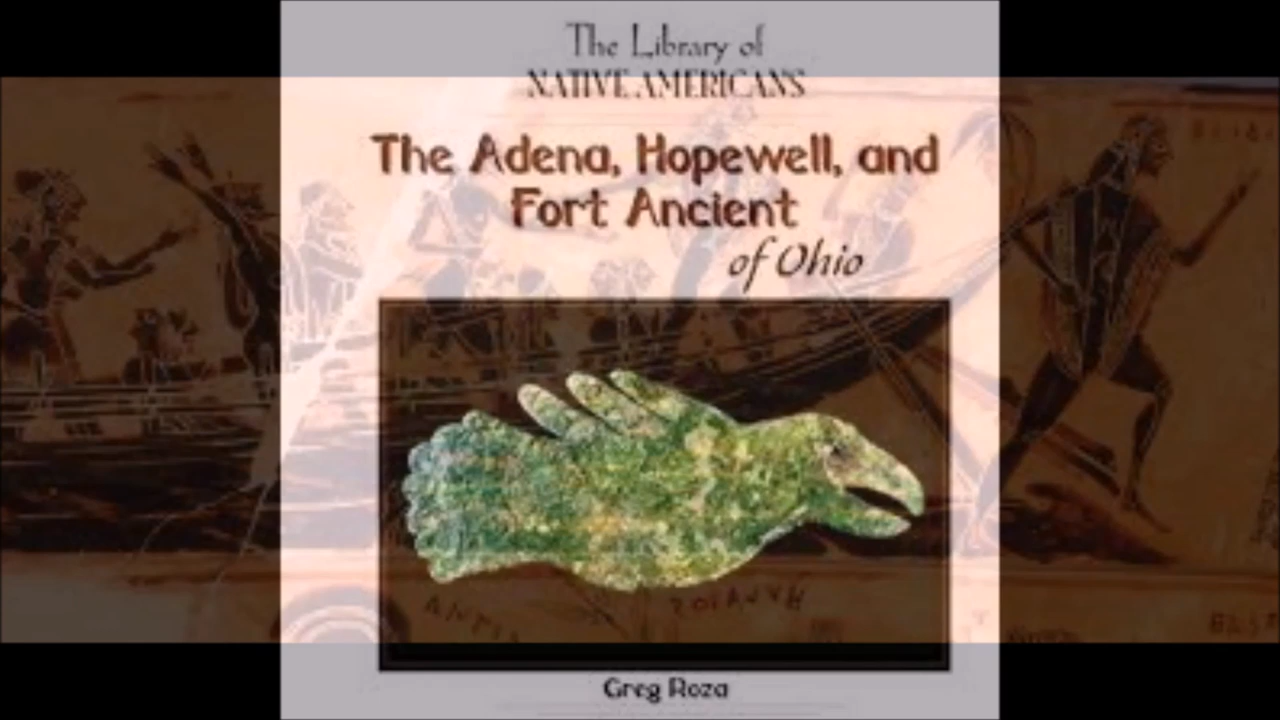 The Library of
NATIVE AMERICANS
The Adena, Hopewell, and
Fort Ancient
of Ohio
Greg Roza